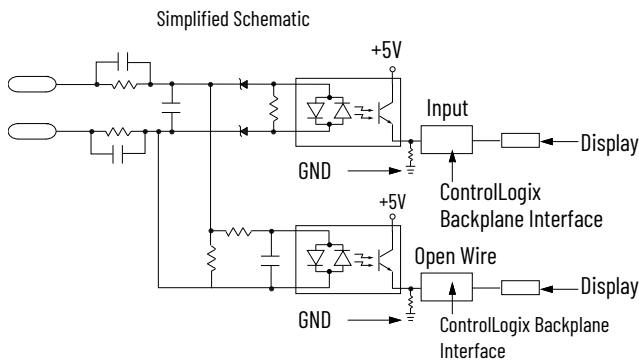 Simplified Schematic
+5V
Input
Display
GND
ControlLogix
Backplane Interface
+5V
Open Wire
Display
GND
ControlLogix Backplane
Interface